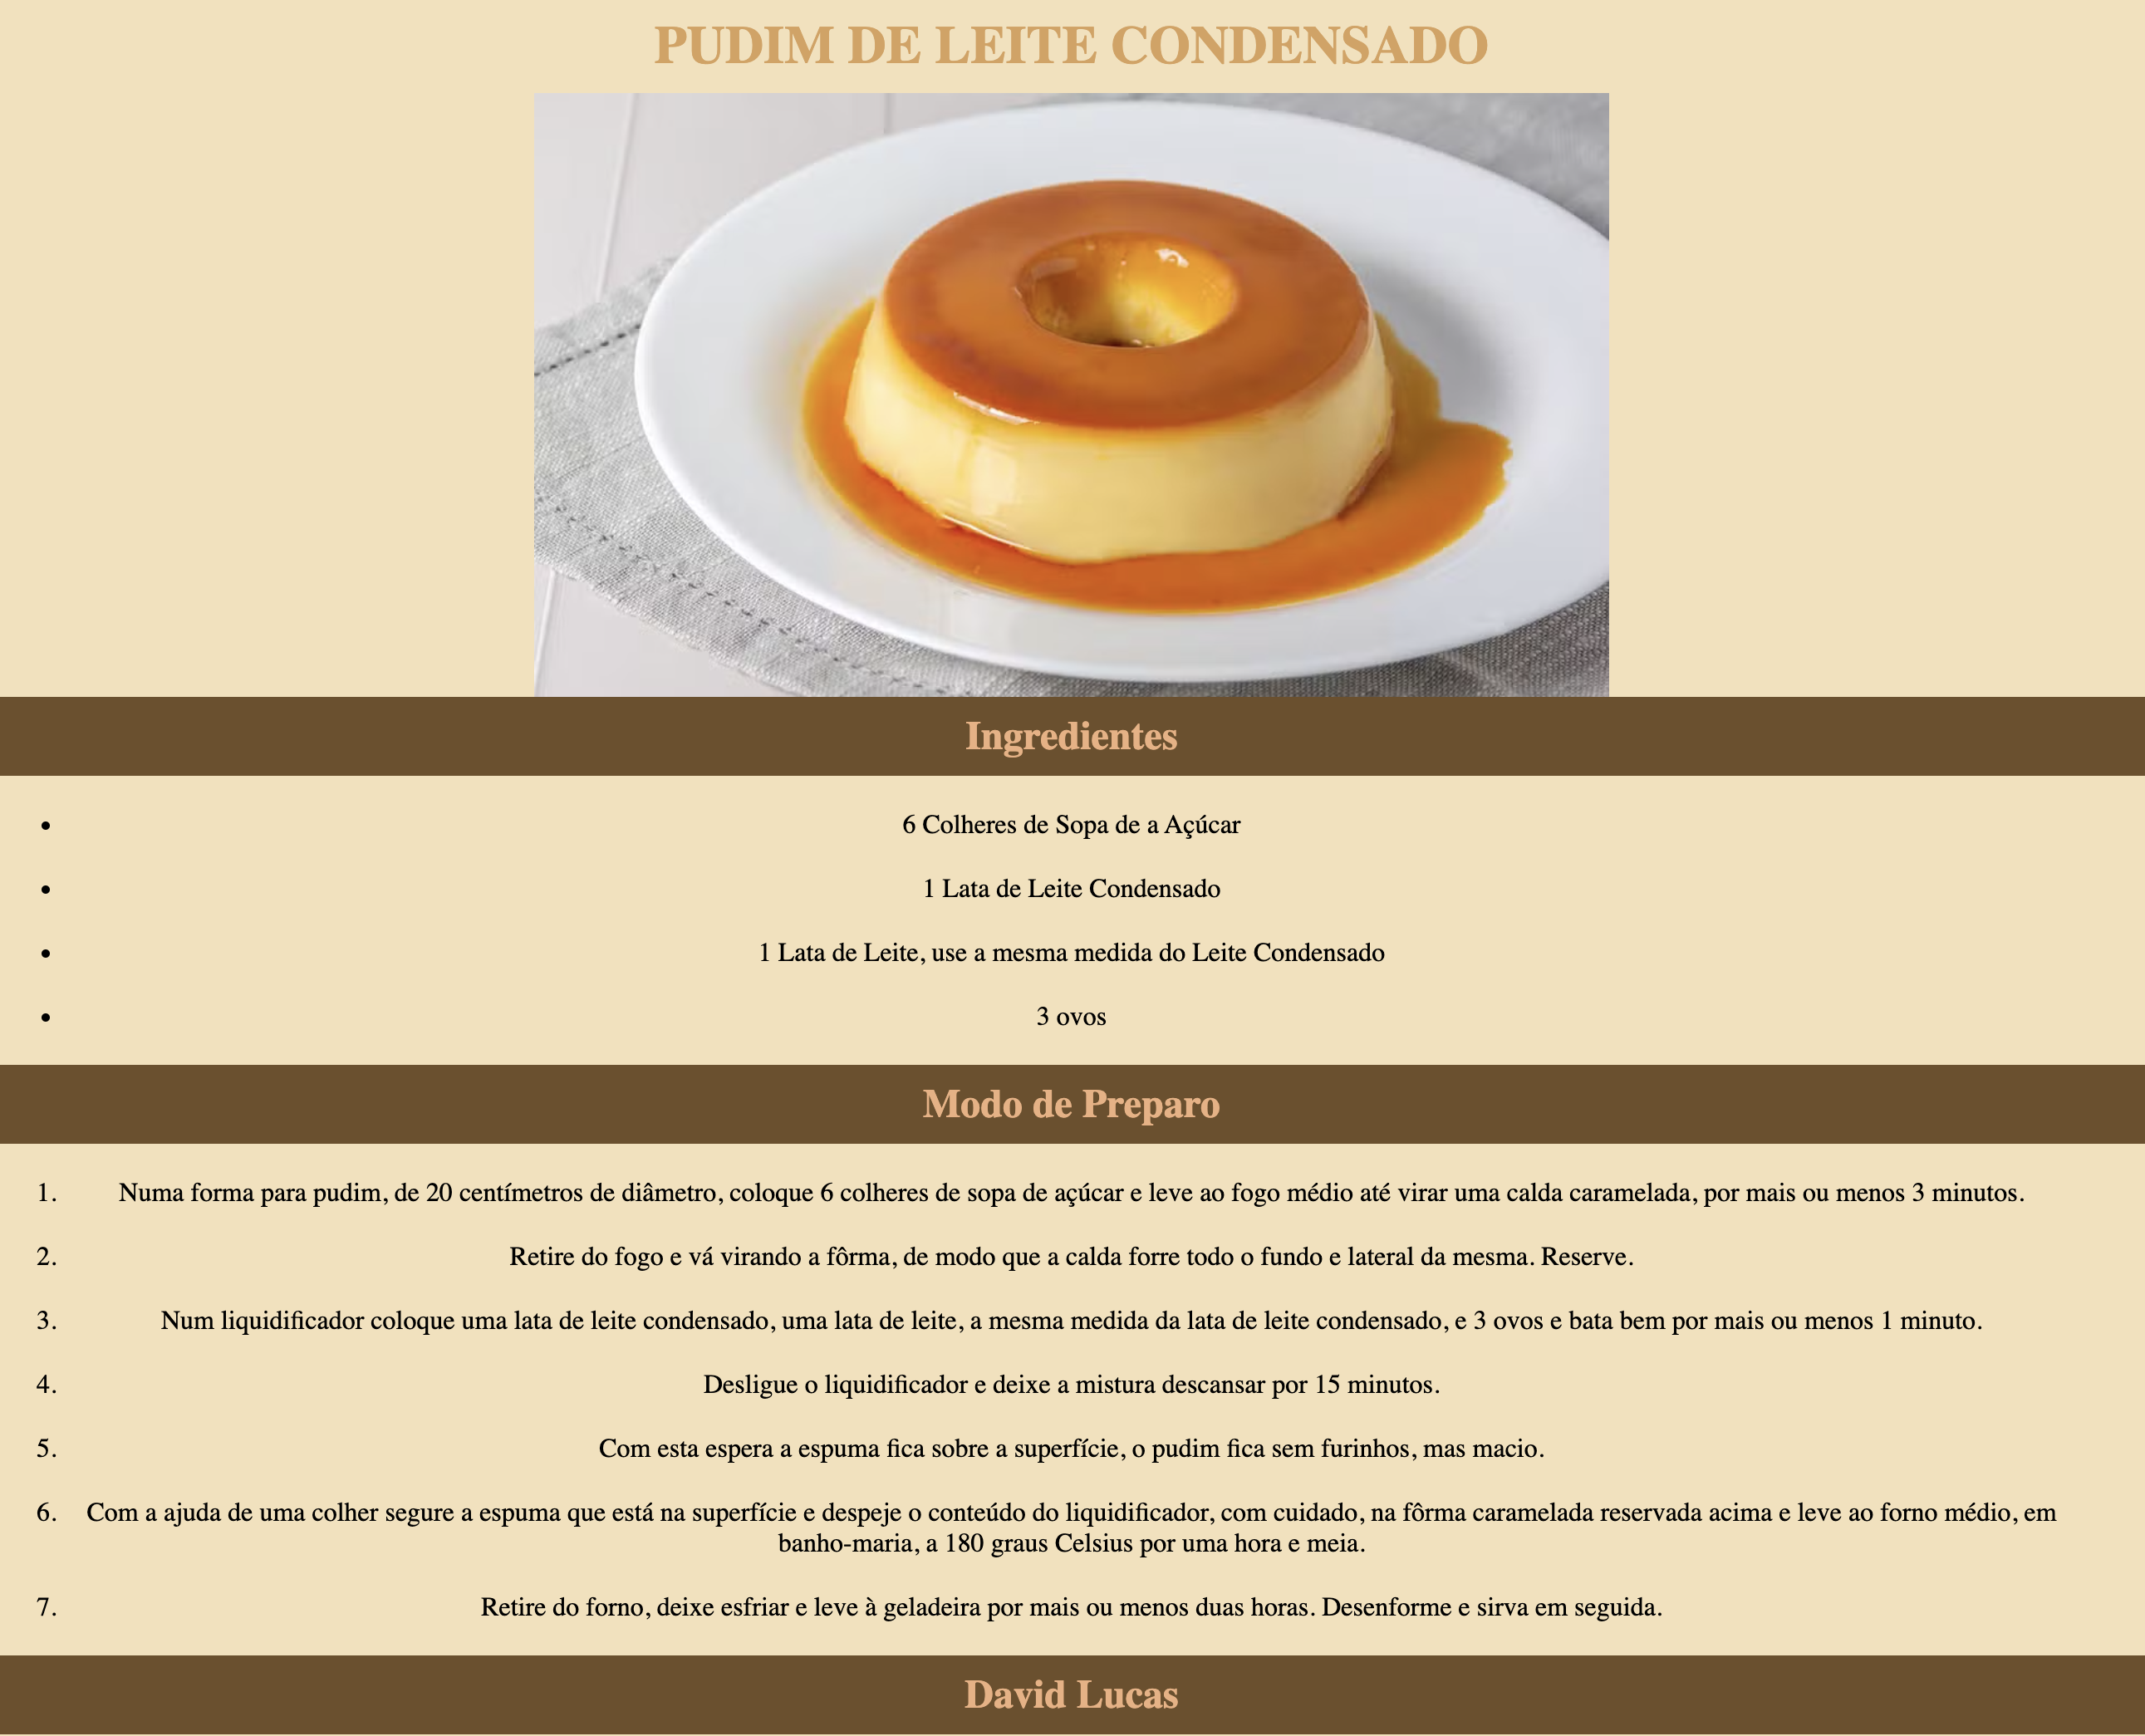 PUDIM DE LEITE CONDENSADO
Ingredientes
• 6 Colheres de Sopa de a Açúcar
• 1 Lata de Leite Condensado
• 1 Lata de Leite, use a mesma medida do Leite Condensado
• 3 ovos
Modo de Preparo
1. Numa forma para pudim, de 20 centímetros de diâmetro, coloque 6 colheres de sopa de açúcar e leve ao fogo médio até virar uma calda caramelada, por mais ou menos 3 minutos.
2. Retire do fogo e vá virando a fôrma, de modo que a calda forre todo o fundo e lateral da mesma. Reserve.
3. Num liquidificador coloque uma lata de leite condensado, uma lata de leite, a mesma medida da lata de leite condensado, e 3 ovos e bata bem por mais ou menos 1 minuto.
4. Desligue o liquidificador e deixe a mistura descansar por 15 minutos.
5. Com esta espera a espuma fica sobre a superfície, o pudim fica sem furinhos, mas macio.
6. Com a ajuda de uma colher segure a espuma que está na superfície e despeje o conteúdo do liquidificador, com cuidado, na fôrma caramelada reservada acima e leve ao forno médio, em
banho-maria, a 180 graus Celsius por uma hora e meia.
7. Retire do forno, deixe esfriar e leve à geladeira por mais ou menos duas horas. Desenforme e sirva em seguida.
David Lucas